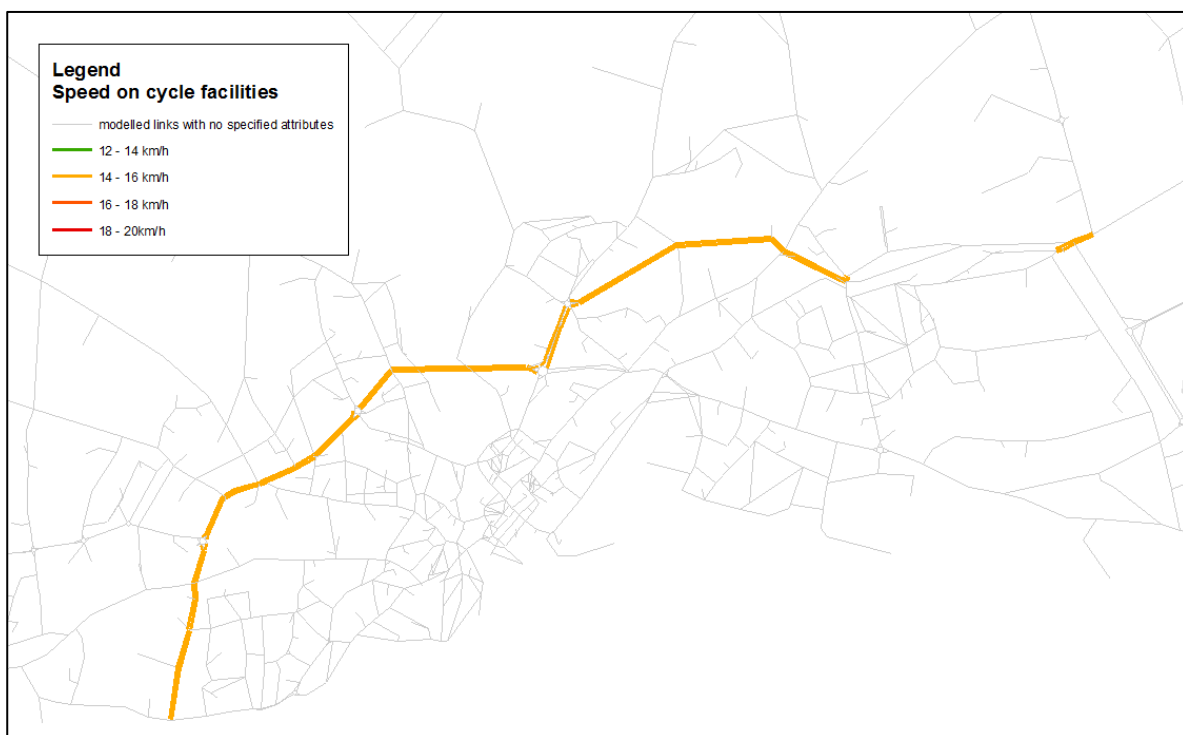 Legend
Speed on cycle facilities
modelled links with no specified attributes
12 - 14 km/h
14 - 16 km/h
16 - 18 km/h
18 - 20km/h